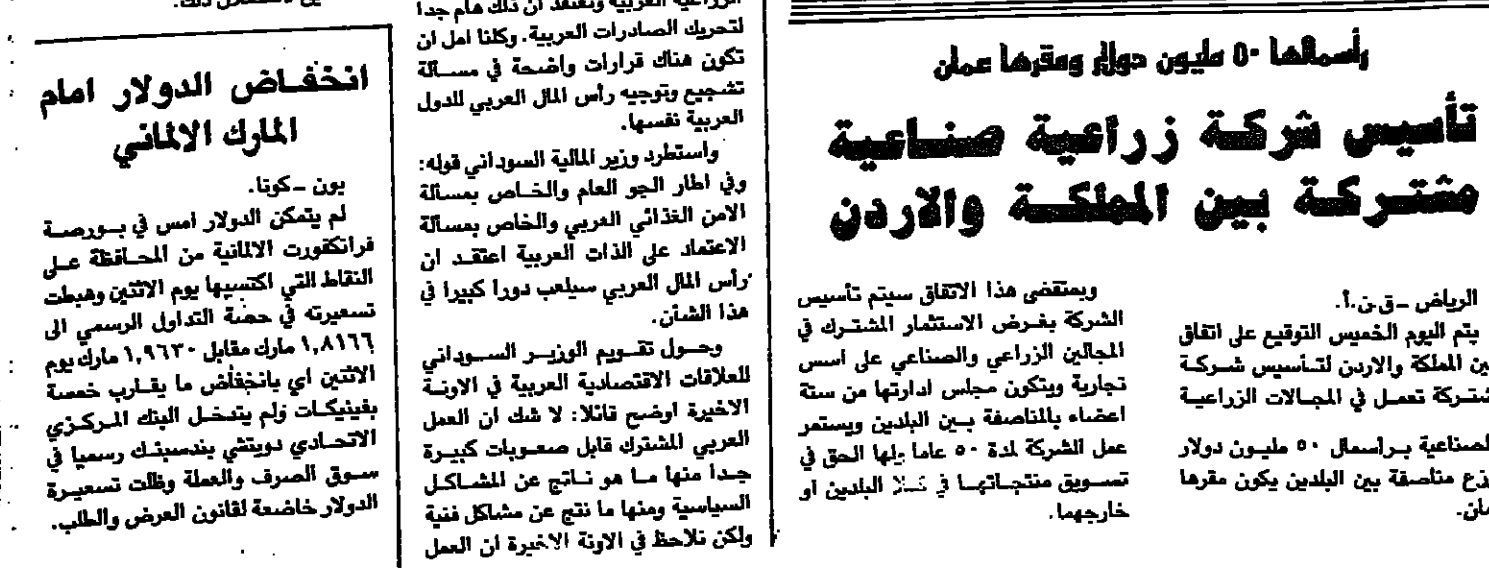 رأسمالها ٥٠ مليون دولار ومقرها عمان
تأسيس شركة زراعية صناعية
مشتركة بين المملكة والاردن
الرياض - ق.ن.أ.
يتم اليوم الخميس التوقيع على اتفاق
بين المملكة والاردن لتأسيس شركة
مشتركة تعمل في المجالات الزراعية
الصناعية برأسمال ٥٠ مليون دولار
يوزع مناصفة بين البلدين يكون مقرها
عمان.
وبمقتضى هذا الاتفاق سيتم تأسيس
الشركة بغرض الاستثمار المشترك في
المجالين الزراعي والصناعي على اسس
تجارية ويتكون مجلس ادارتها من ستة
اعضاء بالمناصفة بين البلدين ويستمر
عمل الشركة لمدة ٥٠ عاما ولها الحق في
تسويق منتجاتها في كلا البلدين او
خارجهما.
الزراعية العربية ونعتقد ان ذلك هام جدا
لتحريك الصادرات العربية. وكلنا امل ان
تكون هناك قرارات واضحة في مسألة
تشجيع وتوجيه رأس المال العربي للدول
العربية نفسها.
واستطرد وزير المالية السوداني قوله:
وفي اطار الجو العام والخاص بمسألة
الامن الغذائي العربي والخاص بمسألة
الاعتماد على الذات العربية اعتقد ان
رأس المال العربي سيلعب دورا كبيرا في
هذا الشأن.
وحول تقويم الوزير السوداني
للعلاقات الاقتصادية العربية في الاونة
الاخيرة اوضح قائلا: لا شك ان العمل
العربي المشترك قابل صعوبات كبيرة
جدا منها ما هو ناتج عن المشاكل
السياسية ومنها ما نتج عن مشاكل فنية
ولكن نلاحظ في الاونة الاخيرة ان العمل
ذلك.
انخفاض الدولار امام
المارك الالماني
بون - كونا.
لم يتمكن الدولار امس في بورصة
فرانكفورت الالمانية من المحافظة على
النقاط التي اكتسبها يوم الاثنين وهبطت
تسعيرته في حصة التداول الرسمي الى
١,٨١٦٦ مارك مقابل ١,٩٦٣٠ مارك يوم
الاثنين اي بانخفاض ما يقارب خمسة
بفينيكات ولم يتدخل البنك المركزي
الاتحادي دويتشي بندسبنك رسميا في
سوق الصرف والعملة وظلت تسعيرة
الدولار خاضعة لقانون العرض والطلب.